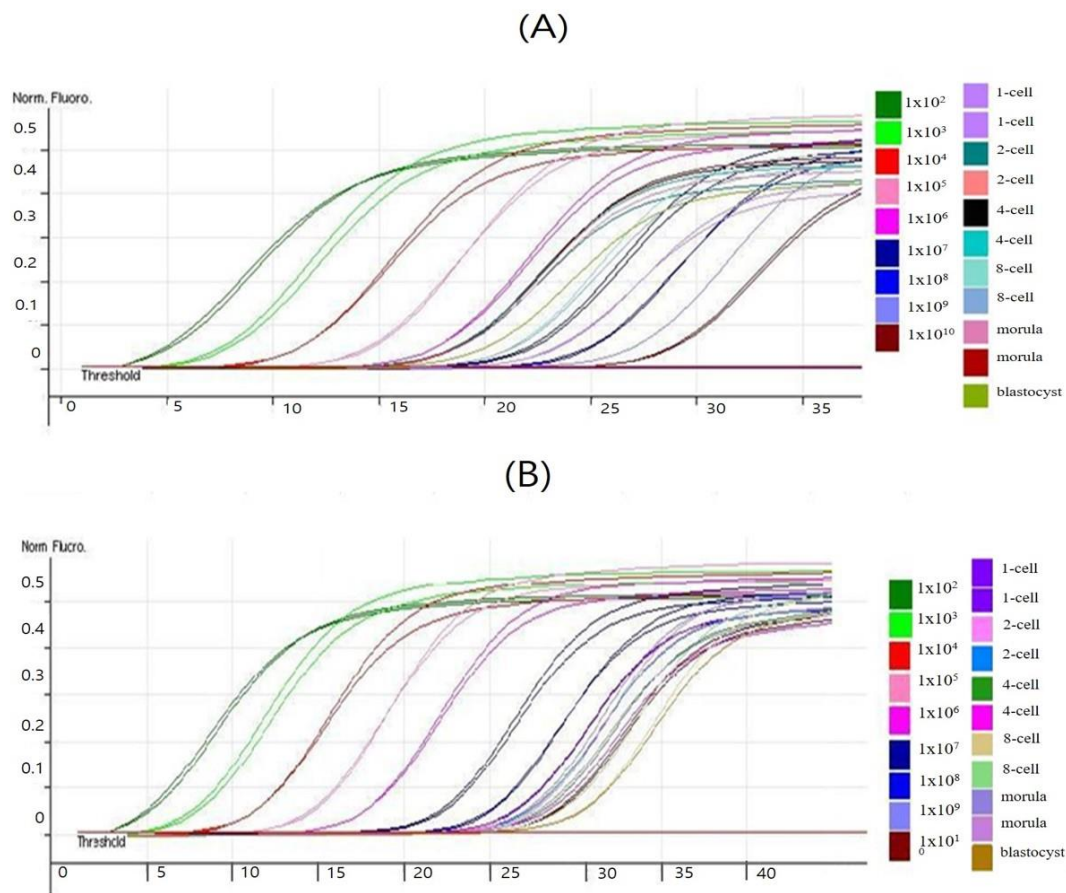 (A)
Norm. Fluoro.
0.5
0.4
0.3
0.2
0.1
0
Threshold
0 5 10 15 20 25 30 35
1x10²
1x10³
1x10⁴
1x10⁵
1x10⁶
1x10⁷
1x10⁸
1x10⁹
1x10¹⁰
1-cell
1-cell
2-cell
2-cell
4-cell
4-cell
8-cell
8-cell
morula
morula
blastocyst
(B)
Norm Flucro.
0.5
0.4
0.3
0.2
0.1
0
Threshold
0 5 10 15 20 25 30 35 40
1x10²
1x10³
1x10⁴
1x10⁵
1x10⁶
1x10⁷
1x10⁸
1x10⁹
1x10¹
0
1-cell
1-cell
2-cell
2-cell
4-cell
4-cell
8-cell
8-cell
morula
morula
blastocyst